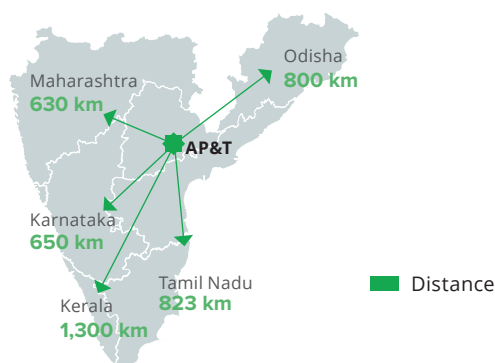 Odisha
800 km
Maharashtra
630 km
AP&T
Karnataka
650 km
Tamil Nadu
823 km
Kerala
1,300 km
Distance